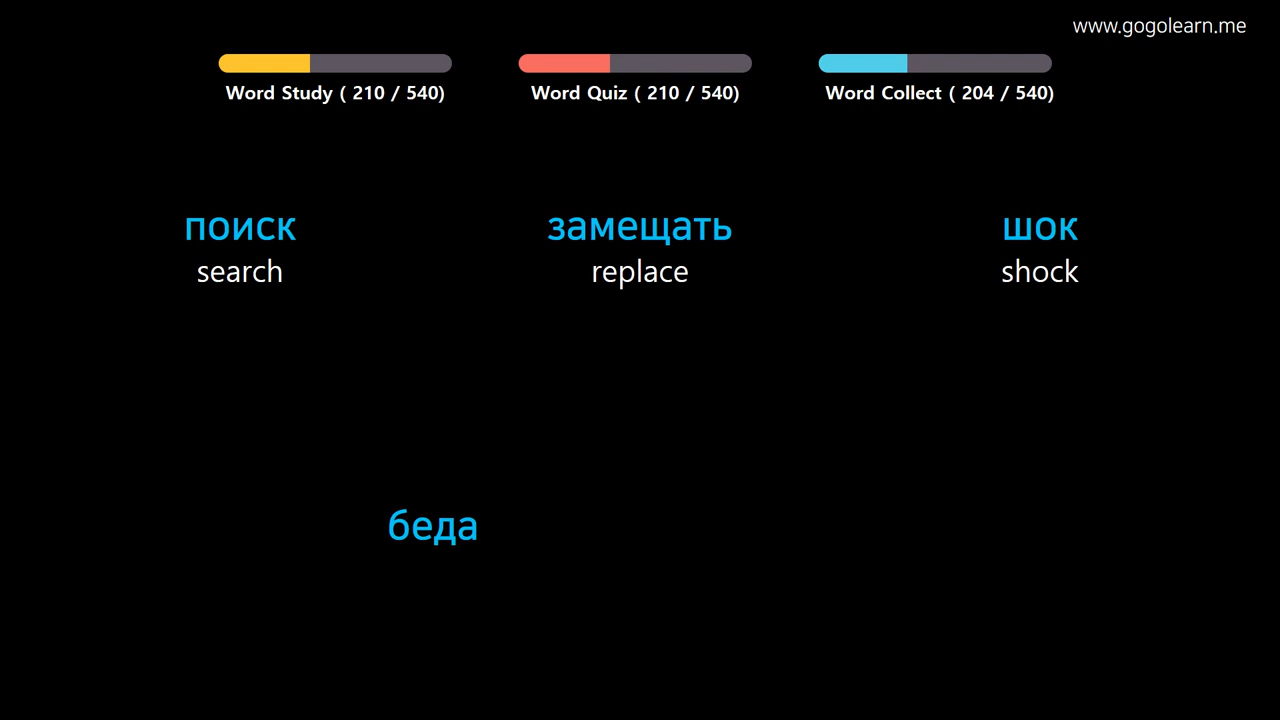 www.gogolearn.me
Word Study ( 210 / 540)
Word Quiz ( 210 / 540)
Word Collect ( 204 / 540)
поиск
search
замещать
replace
шок
shock
беда